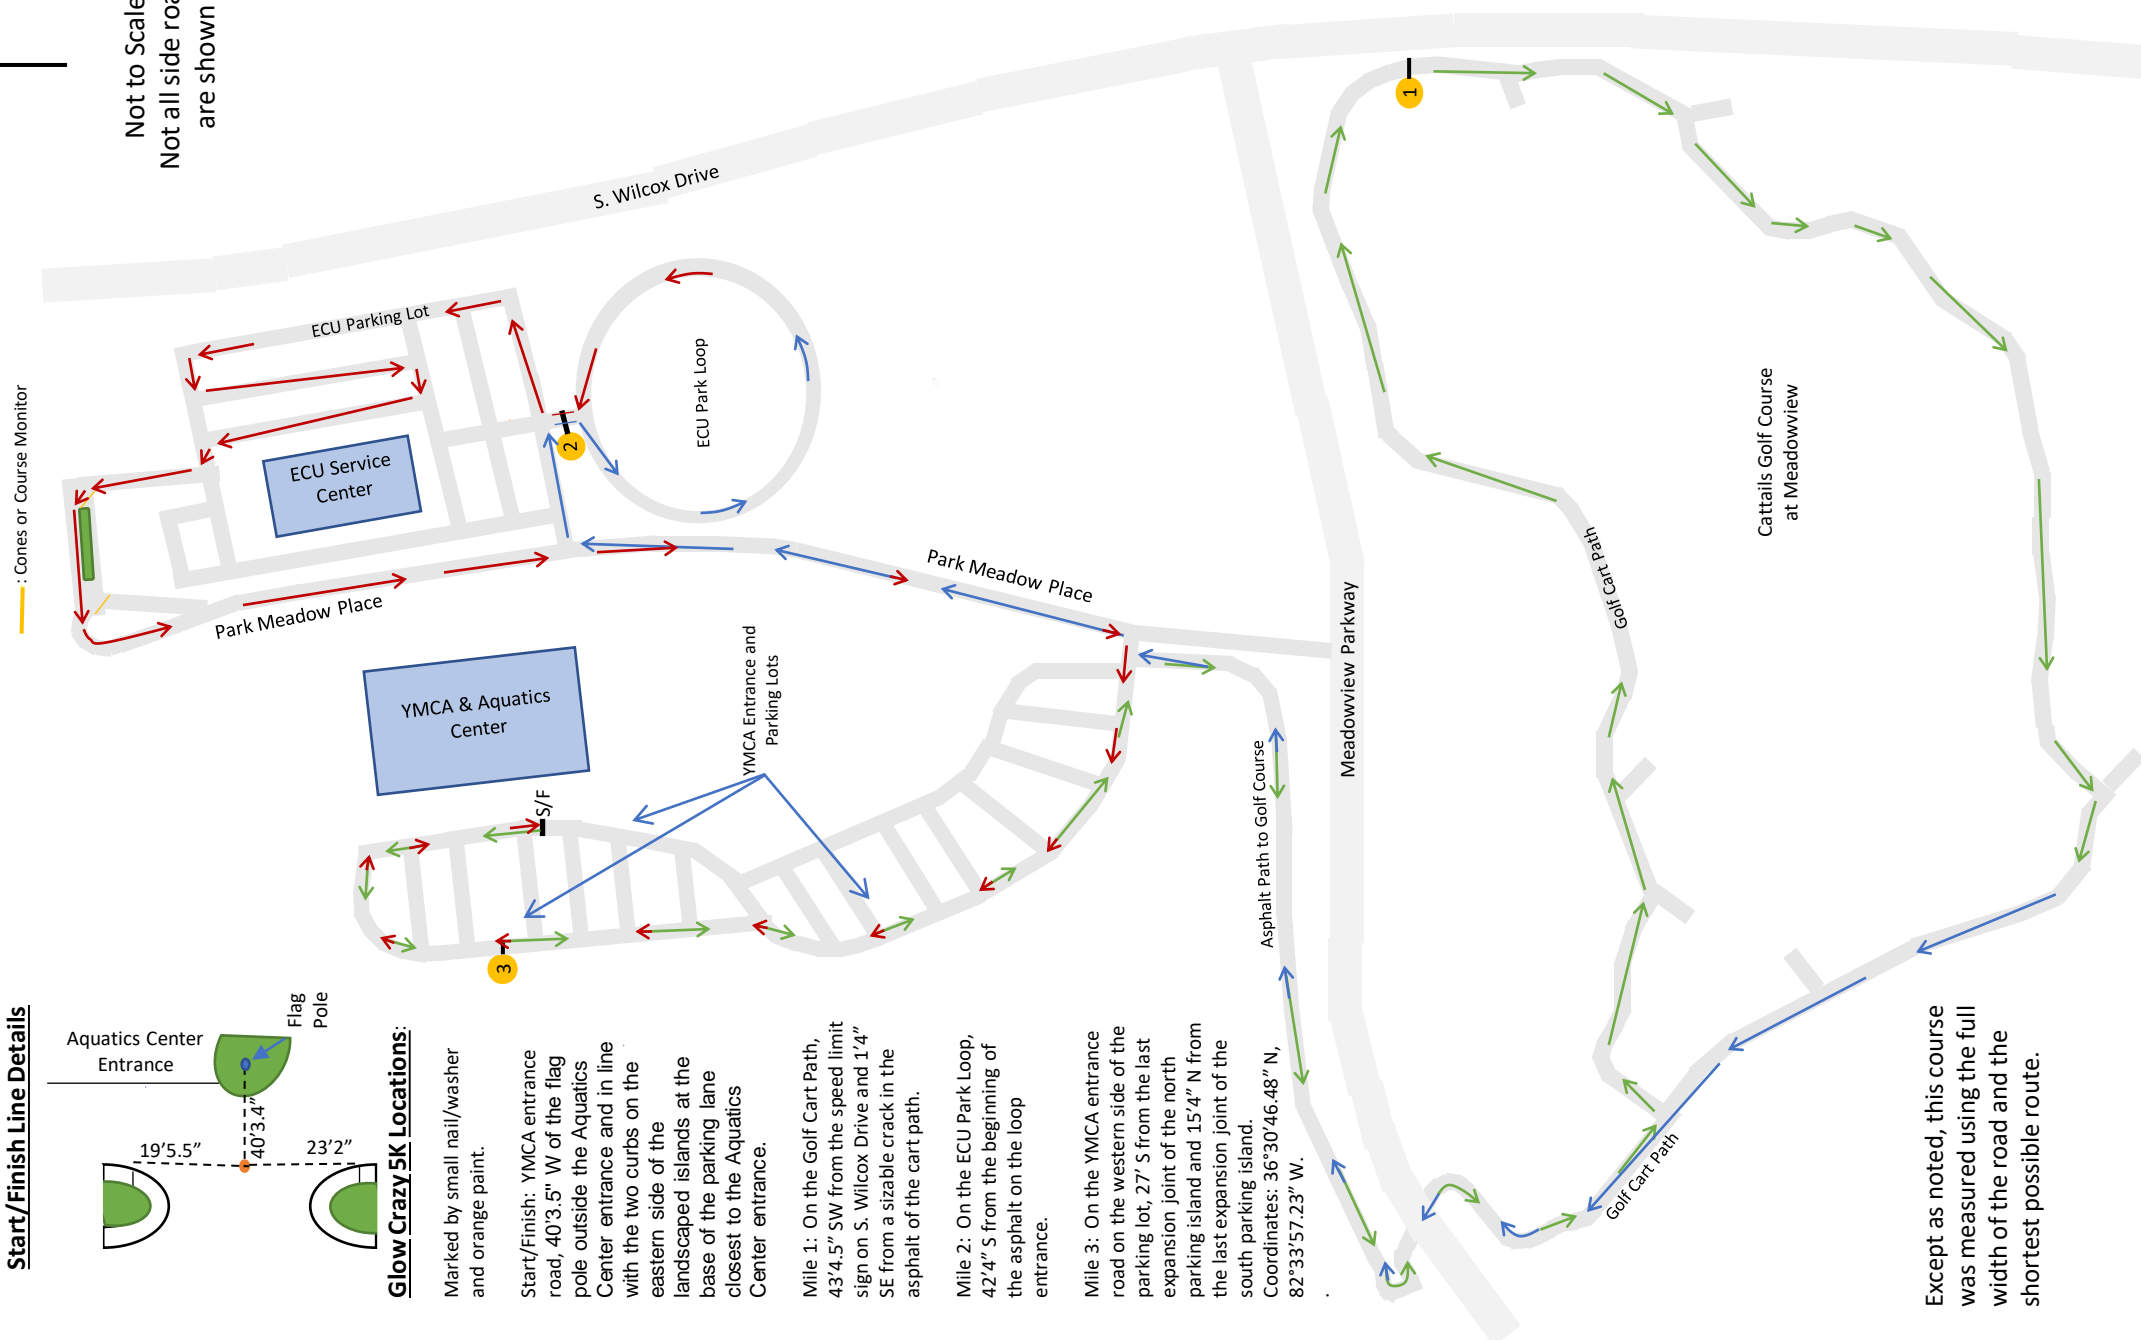 Start/Finish Line Details
Aquatics Center
Entrance
Flag
Pole
19’5.5”
40’3.4”
23’2”
Glow Crazy 5K Locations:
Marked by small nail/washer
and orange paint.
Start/Finish: YMCA entrance
road, 40'3.5" W of the flag
pole outside the Aquatics
Center entrance and in line
with the two curbs on the
eastern side of the
landscaped islands at the
base of the parking lane
closest to the Aquatics
Center entrance.
Mile 1: On the Golf Cart Path,
43’4.5” SW from the speed limit
sign on S. Wilcox Drive and 1’4”
SE from a sizable crack in the
asphalt of the cart path.
Mile 2: On the ECU Park Loop,
42’4” S from the beginning of
the asphalt on the loop
entrance.
Mile 3: On the YMCA entrance
road on the western side of the
parking lot, 27’ S from the last
expansion joint of the north
parking island and 15’4” N from
the last expansion joint of the
south parking island.
Coordinates: 36°30’46.48” N,
82°33’57.23” W.
.
: Cones or Course Monitor
Not to Scale
Not all side roa
are shown
S. Wilcox Drive
ECU Parking Lot
ECU Service
Center
ECU Park Loop
2
Park Meadow Place
Park Meadow Place
YMCA & Aquatics
Center
YMCA Entrance and
Parking Lots
S/F
3
Asphalt Path to Golf Course
Meadowview Parkway
1
Golf Cart Path
Cattails Golf Course
at Meadowview
Golf Cart Path
Except as noted, this course
was measured using the full
width of the road and the
shortest possible route.